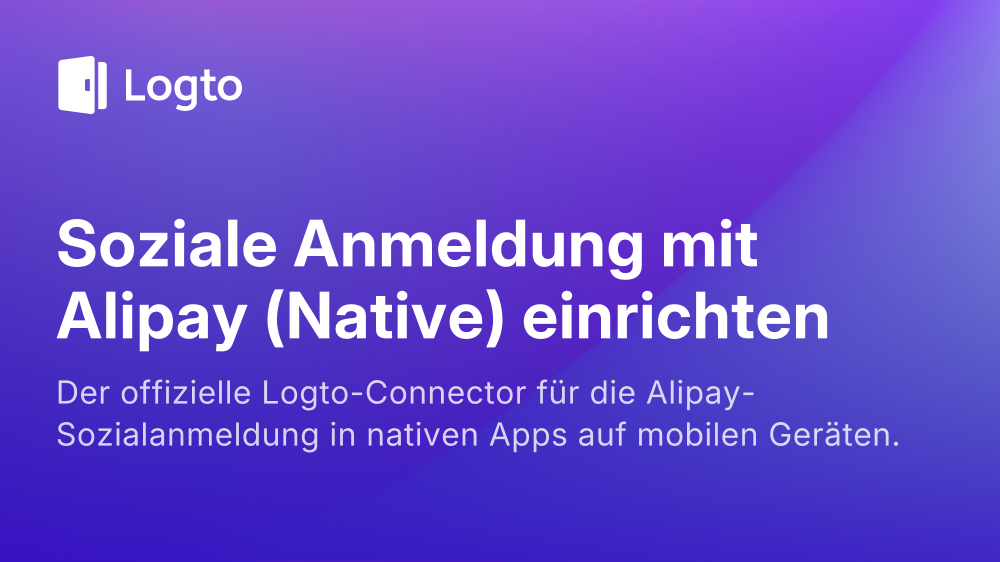 Logto
Soziale Anmeldung mit
Alipay (Native) einrichten
Der offizielle Logto-Connector für die Alipay-
Sozialanmeldung in nativen Apps auf mobilen Geräten.